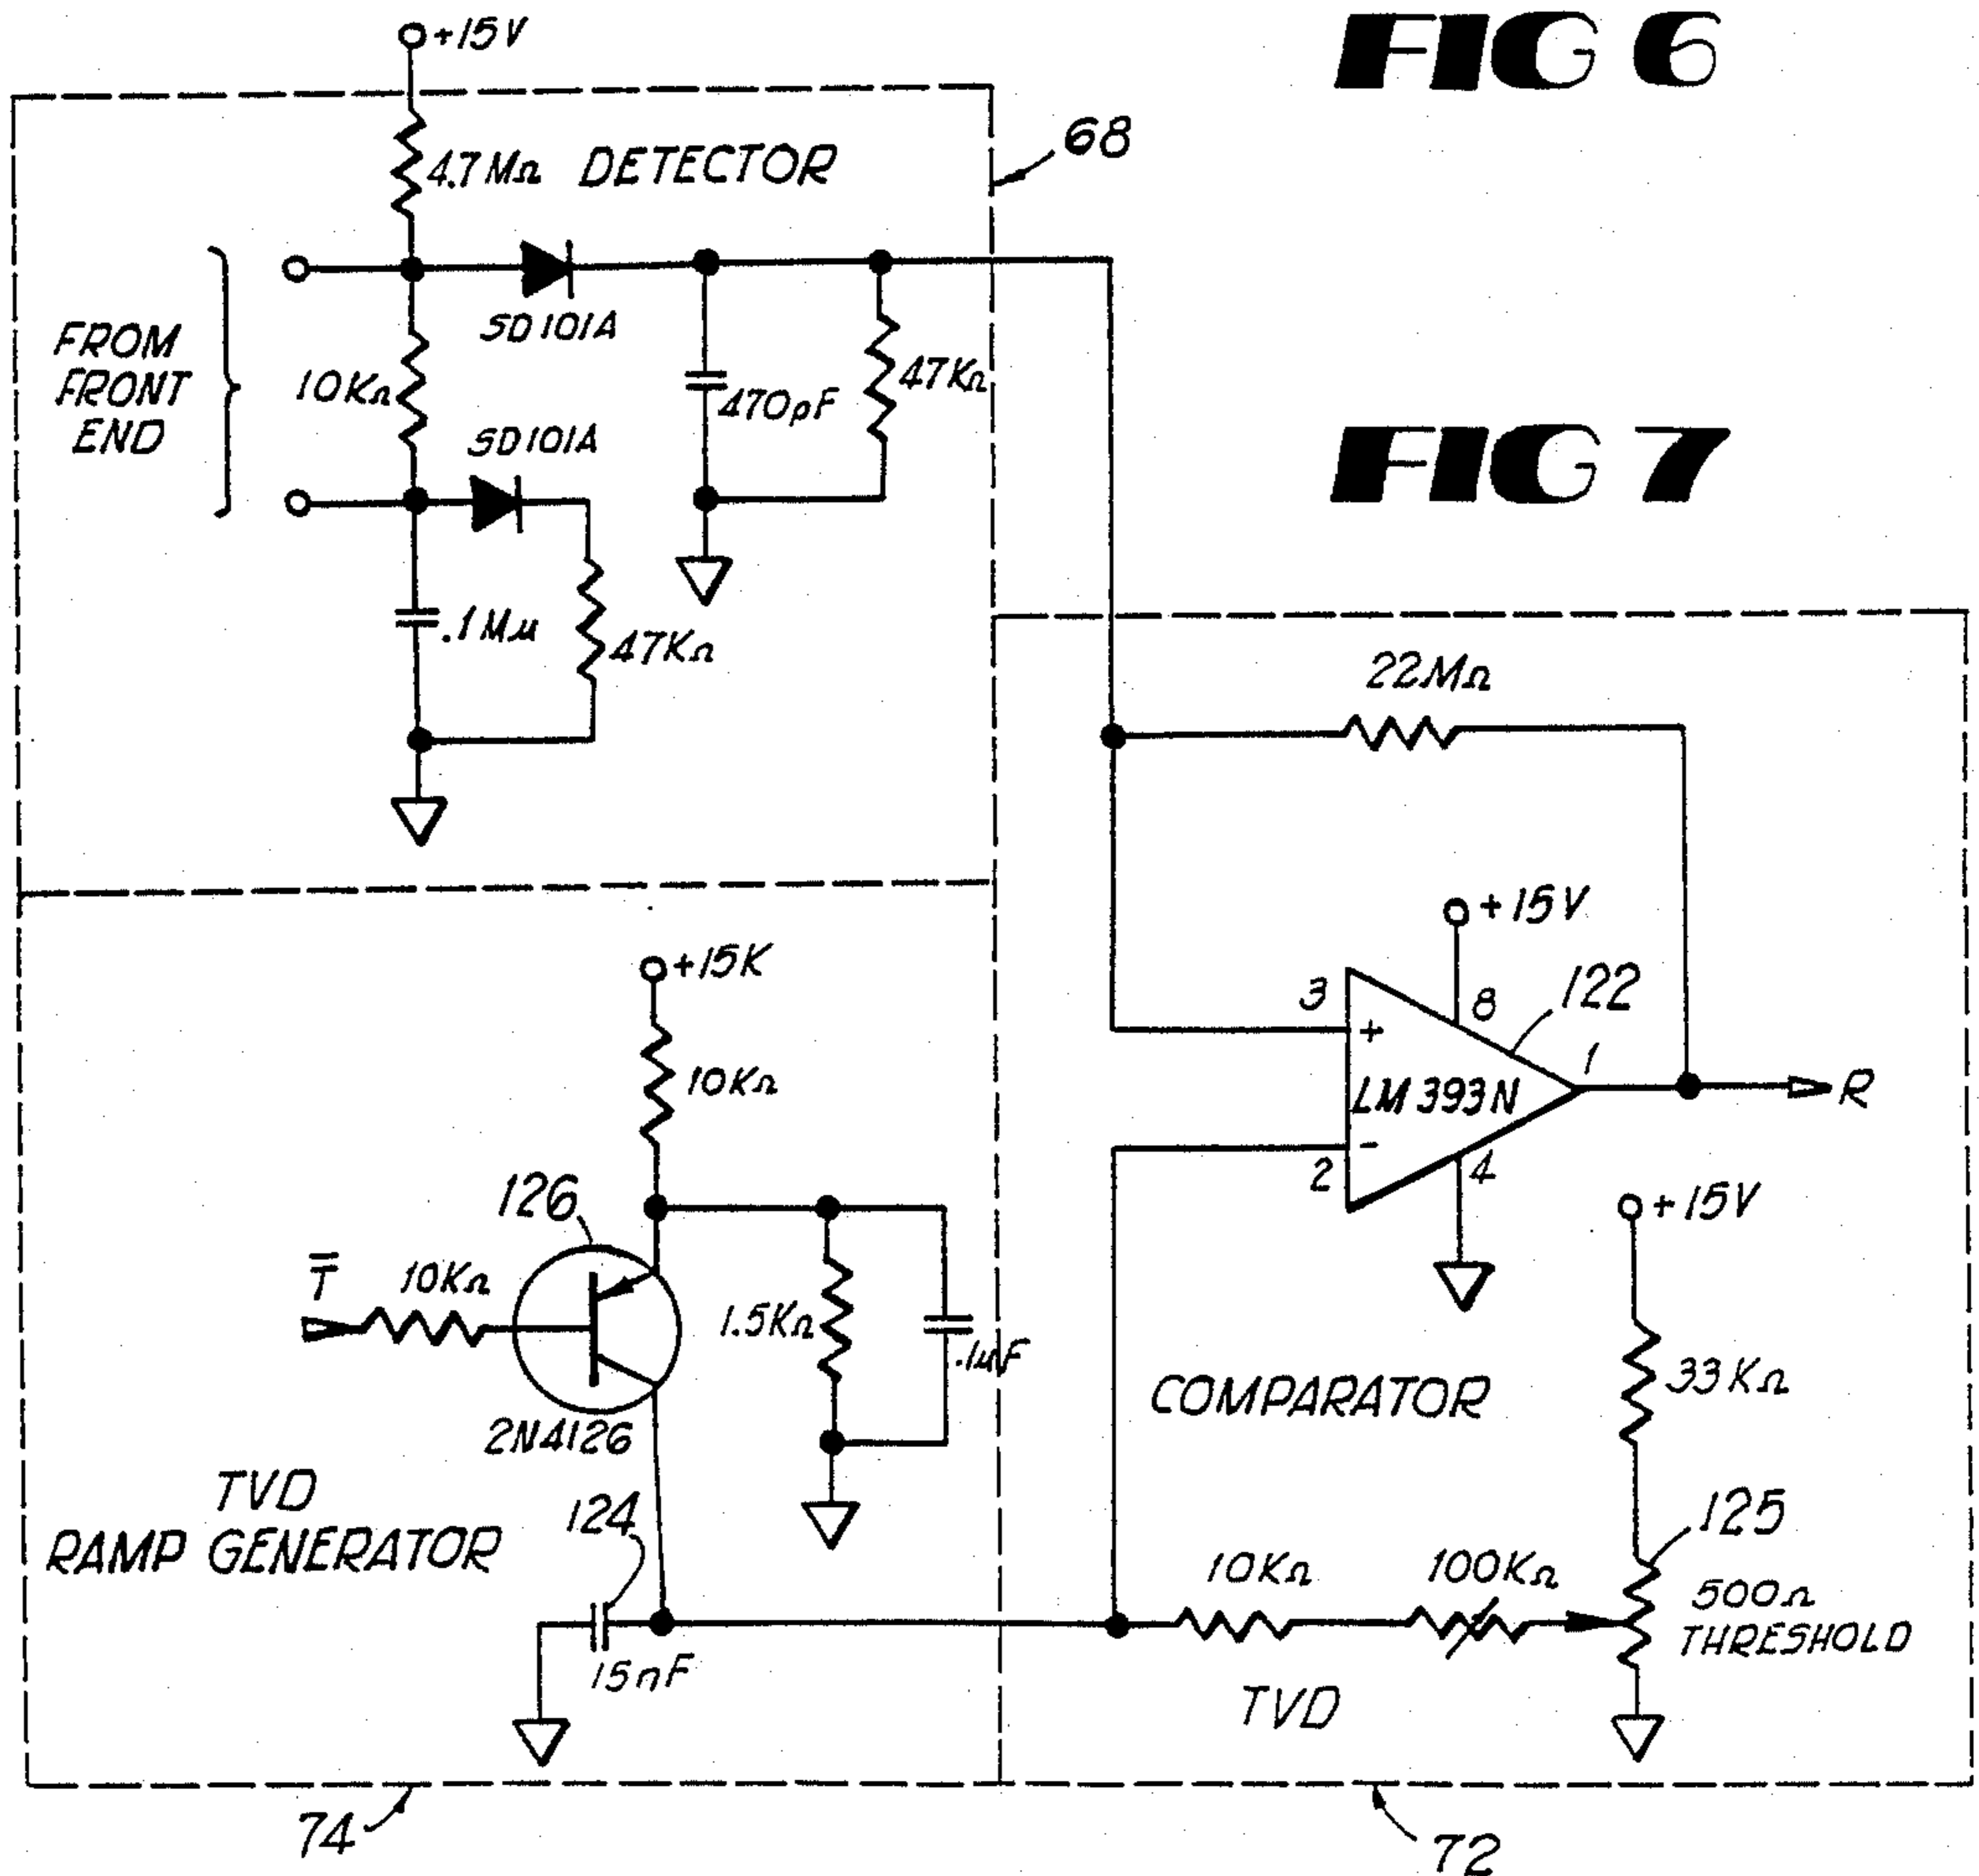 FIG 6
+15V
68
4.7MΩ
DETECTOR
SD101A
FROM
FRONT
END
10KΩ
470pF
47KΩ
SD101A
FIG 7
.1Mμ
47KΩ
22MΩ
+15V
+15K
3
8
122
+
1
10KΩ
LM393N
R
-
2
4
126
+15V
T̅
10KΩ
1.5KΩ
.1μF
33KΩ
COMPARATOR
2N4126
TVD
RAMP GENERATOR
124
125
10KΩ
100KΩ
500Ω
THRESHOLD
15nF
TVD
74
72